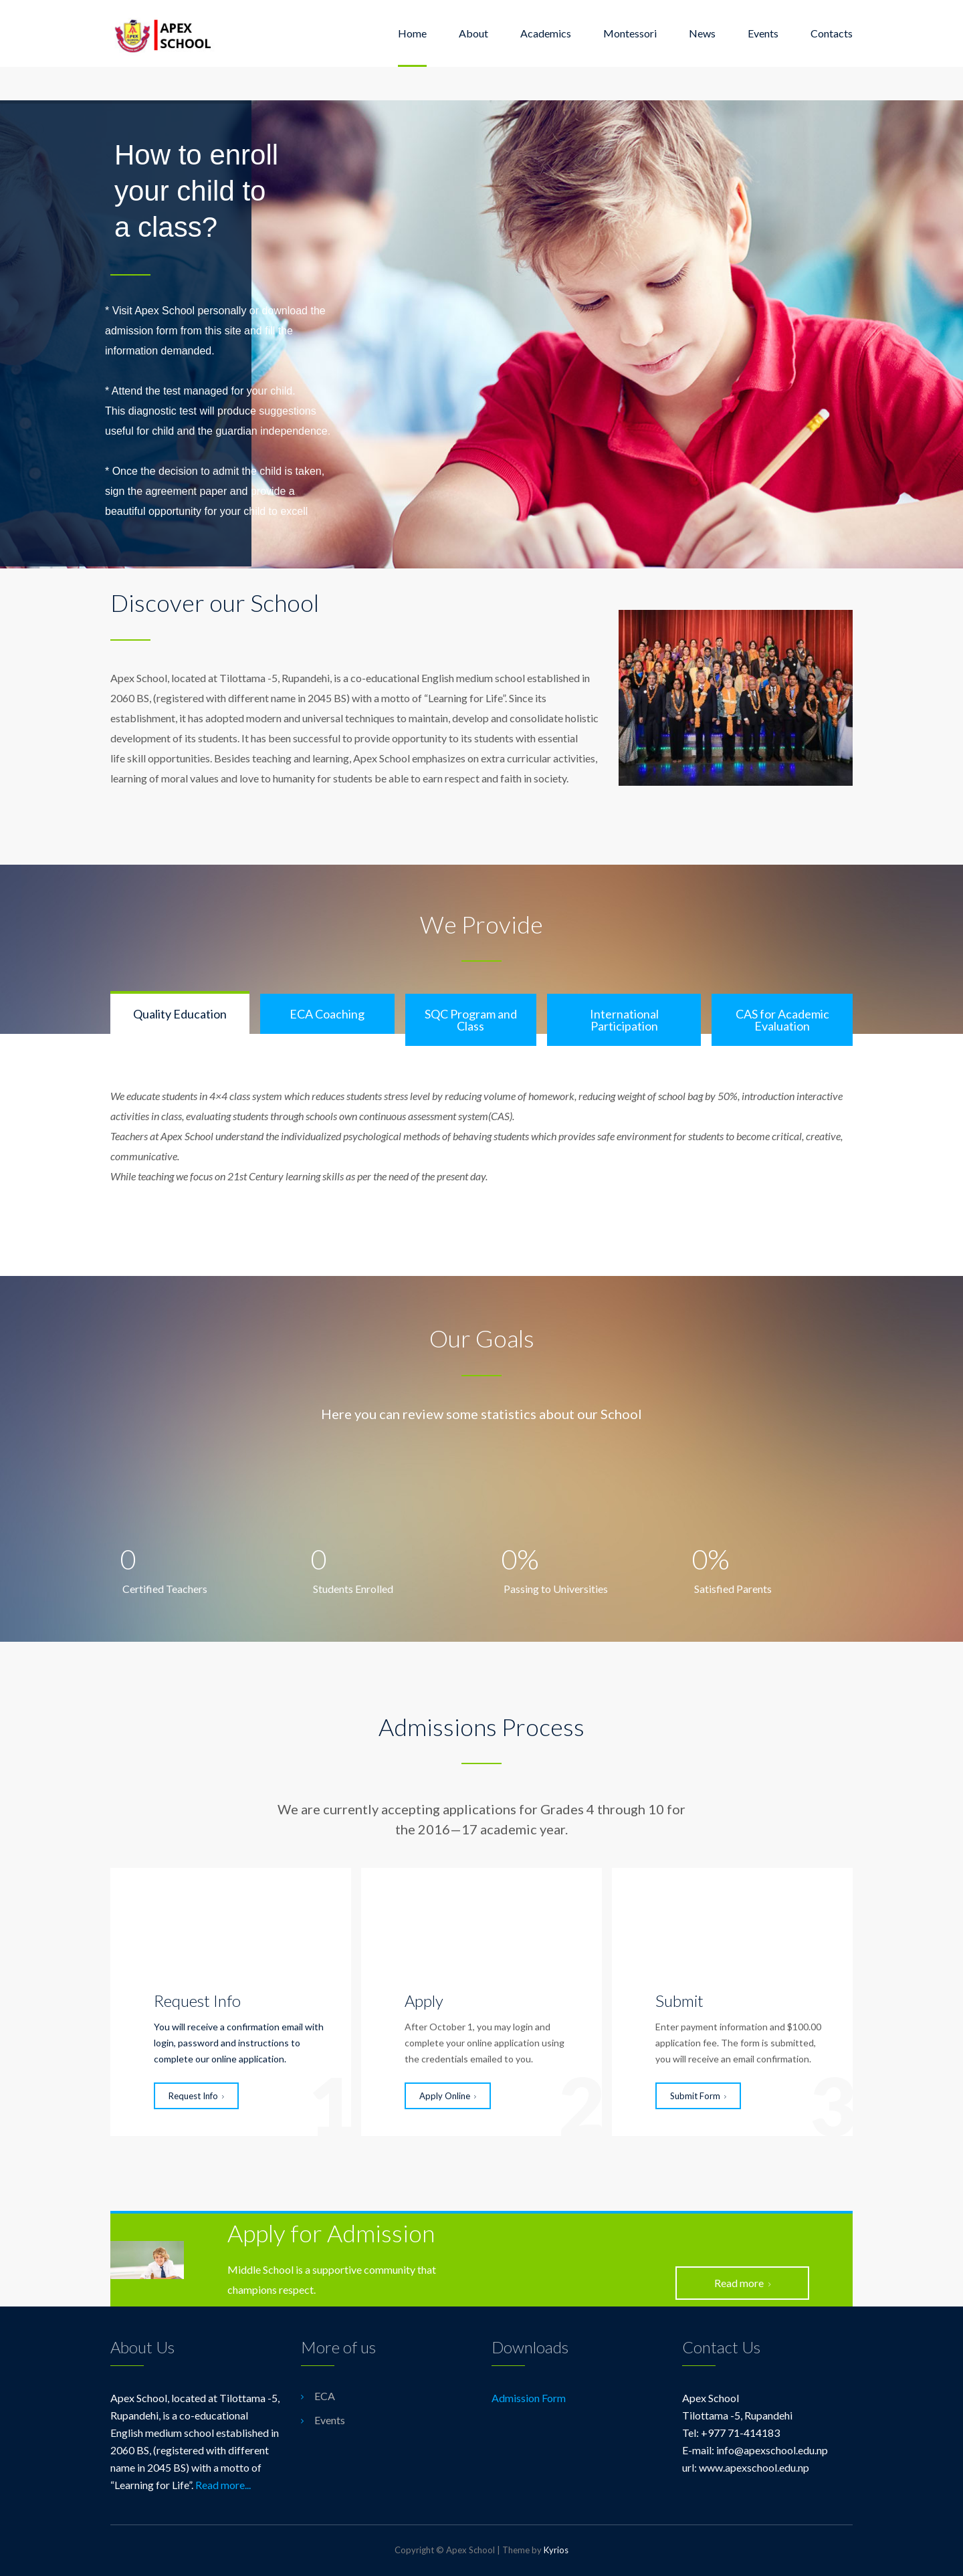 APEX
SCHOOL
Home About Academics Montessori News Events Contacts
How to enroll
your child to
a class?
* Visit Apex School personally or download the
admission form from this site and fill the
information demanded.
* Attend the test managed for your child.
This diagnostic test will produce suggestions
useful for child and the guardian independence.
* Once the decision to admit the child is taken,
sign the agreement paper and provide a
beautiful opportunity for your child to excell
Discover our School
Apex School, located at Tilottama -5, Rupandehi, is a co-educational English medium school established in
2060 BS, (registered with different name in 2045 BS) with a motto of “Learning for Life”. Since its
establishment, it has adopted modern and universal techniques to maintain, develop and consolidate holistic
development of its students. It has been successful to provide opportunity to its students with essential
life skill opportunities. Besides teaching and learning, Apex School emphasizes on extra curricular activities,
learning of moral values and love to humanity for students be able to earn respect and faith in society.
We Provide
Quality Education
ECA Coaching
SQC Program and
Class
International
Participation
CAS for Academic
Evaluation
We educate students in 4×4 class system which reduces students stress level by reducing volume of homework, reducing weight of school bag by 50%, introduction interactive
activities in class, evaluating students through schools own continuous assessment system(CAS).
Teachers at Apex School understand the individualized psychological methods of behaving students which provides safe environment for students to become critical, creative,
communicative.
While teaching we focus on 21st Century learning skills as per the need of the present day.
Our Goals
Here you can review some statistics about our School
0
Certified Teachers
0
Students Enrolled
0%
Passing to Universities
0%
Satisfied Parents
Admissions Process
We are currently accepting applications for Grades 4 through 10 for
the 2016—17 academic year.
Request Info
You will receive a confirmation email with
login, password and instructions to
complete our online application.
Request Info ›
1
Apply
After October 1, you may login and
complete your online application using
the credentials emailed to you.
Apply Online ›
2
Submit
Enter payment information and $100.00
application fee. The form is submitted,
you will receive an email confirmation.
Submit Form ›
3
Apply for Admission
Middle School is a supportive community that
champions respect.
Read more ›
About Us
Apex School, located at Tilottama -5,
Rupandehi, is a co-educational
English medium school established in
2060 BS, (registered with different
name in 2045 BS) with a motto of
“Learning for Life”. Read more...
More of us
› ECA
› Events
Downloads
Admission Form
Contact Us
Apex School
Tilottama -5, Rupandehi
Tel: +977 71-414183
E-mail: info@apexschool.edu.np
url: www.apexschool.edu.np
Copyright © Apex School | Theme by Kyrios